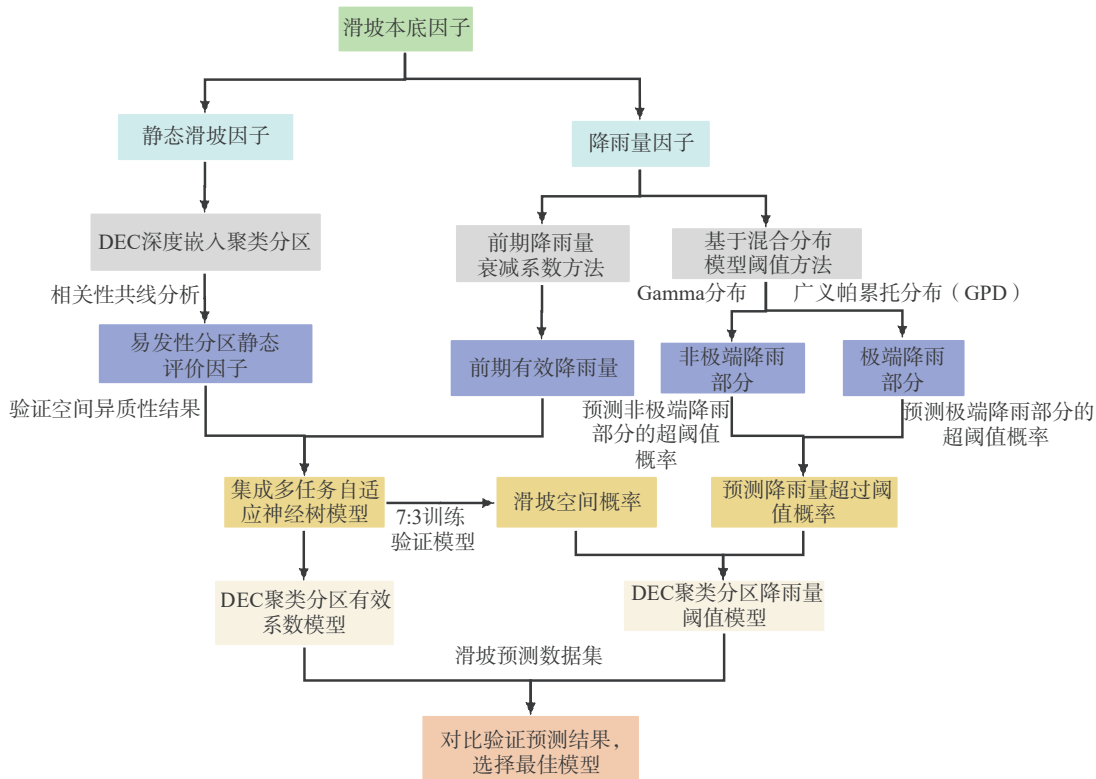 滑坡本底因子
静态滑坡因子
降雨量因子
DEC深度嵌入聚类分区
前期降雨量
衰减系数方法
基于混合分布
模型阈值方法
相关性共线分析
Gamma分布
广义帕累托分布（GPD）
易发性分区静态
评价因子
前期有效降雨量
非极端降雨
部分
极端降雨
部分
验证空间异质性结果
预测非极端降雨
部分的超阈值
概率
预测极端降雨部分的
超阈值概率
集成多任务自适
应神经树模型
7:3训练
验证模型
滑坡空间概率
预测降雨量超过阈
值概率
DEC聚类分区有效
系数模型
DEC聚类分区降雨量
阈值模型
滑坡预测数据集
对比验证预测结果，
选择最佳模型